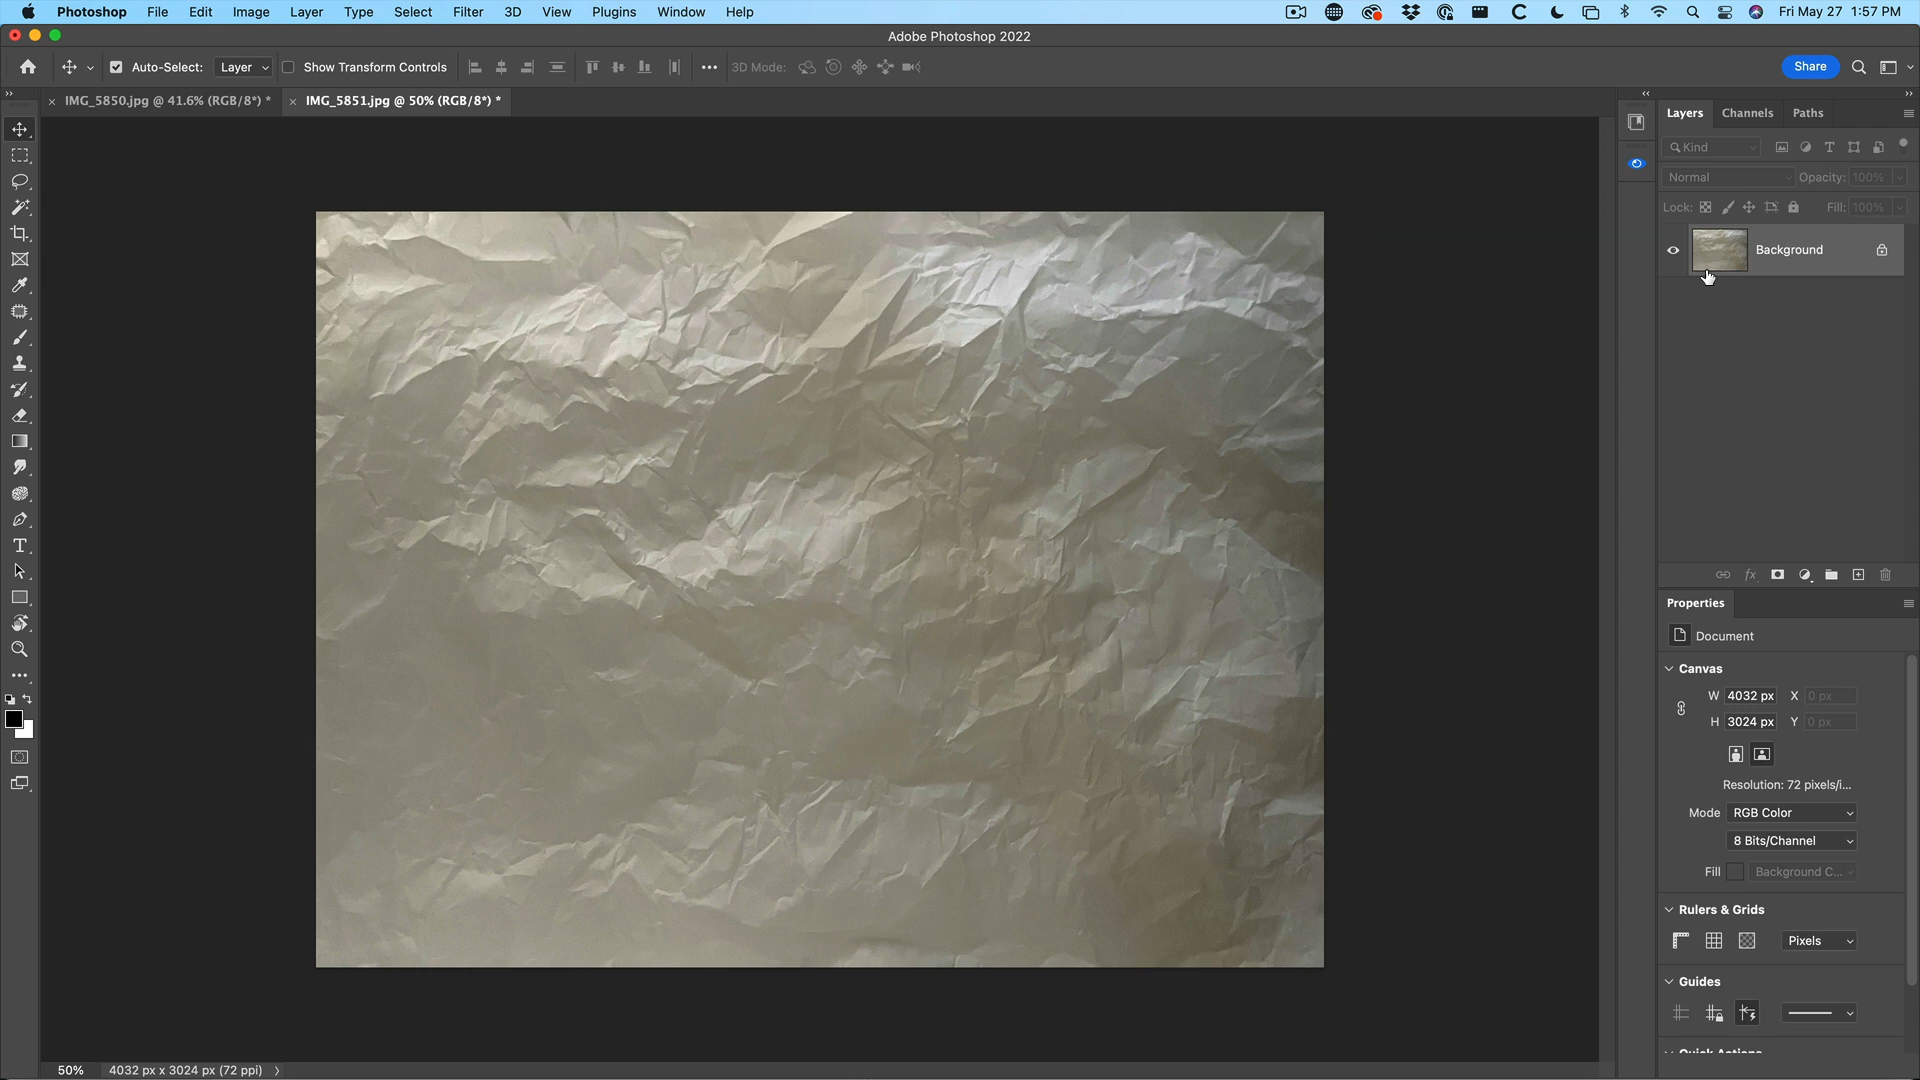 Photoshop File Edit Image Layer Type Select Filter 3D View Plugins Window Help Fri May 27 1:57 PM
Adobe Photoshop 2022
Auto-Select: Layer Show Transform Controls 3D Mode: Share
IMG_5850.jpg @ 41.6% (RGB/8*) * IMG_5851.jpg @ 50% (RGB/8*) *
Layers Channels Paths
Kind
Normal Opacity: 100%
Lock: Fill: 100%
Background
Properties
Document
Canvas
W 4032 px X 0 px
H 3024 px Y 0 px
Resolution: 72 pixels/i...
Mode RGB Color
8 Bits/Channel
Fill Background C...
Rulers & Grids
Pixels
Guides
50% 4032 px x 3024 px (72 ppi)